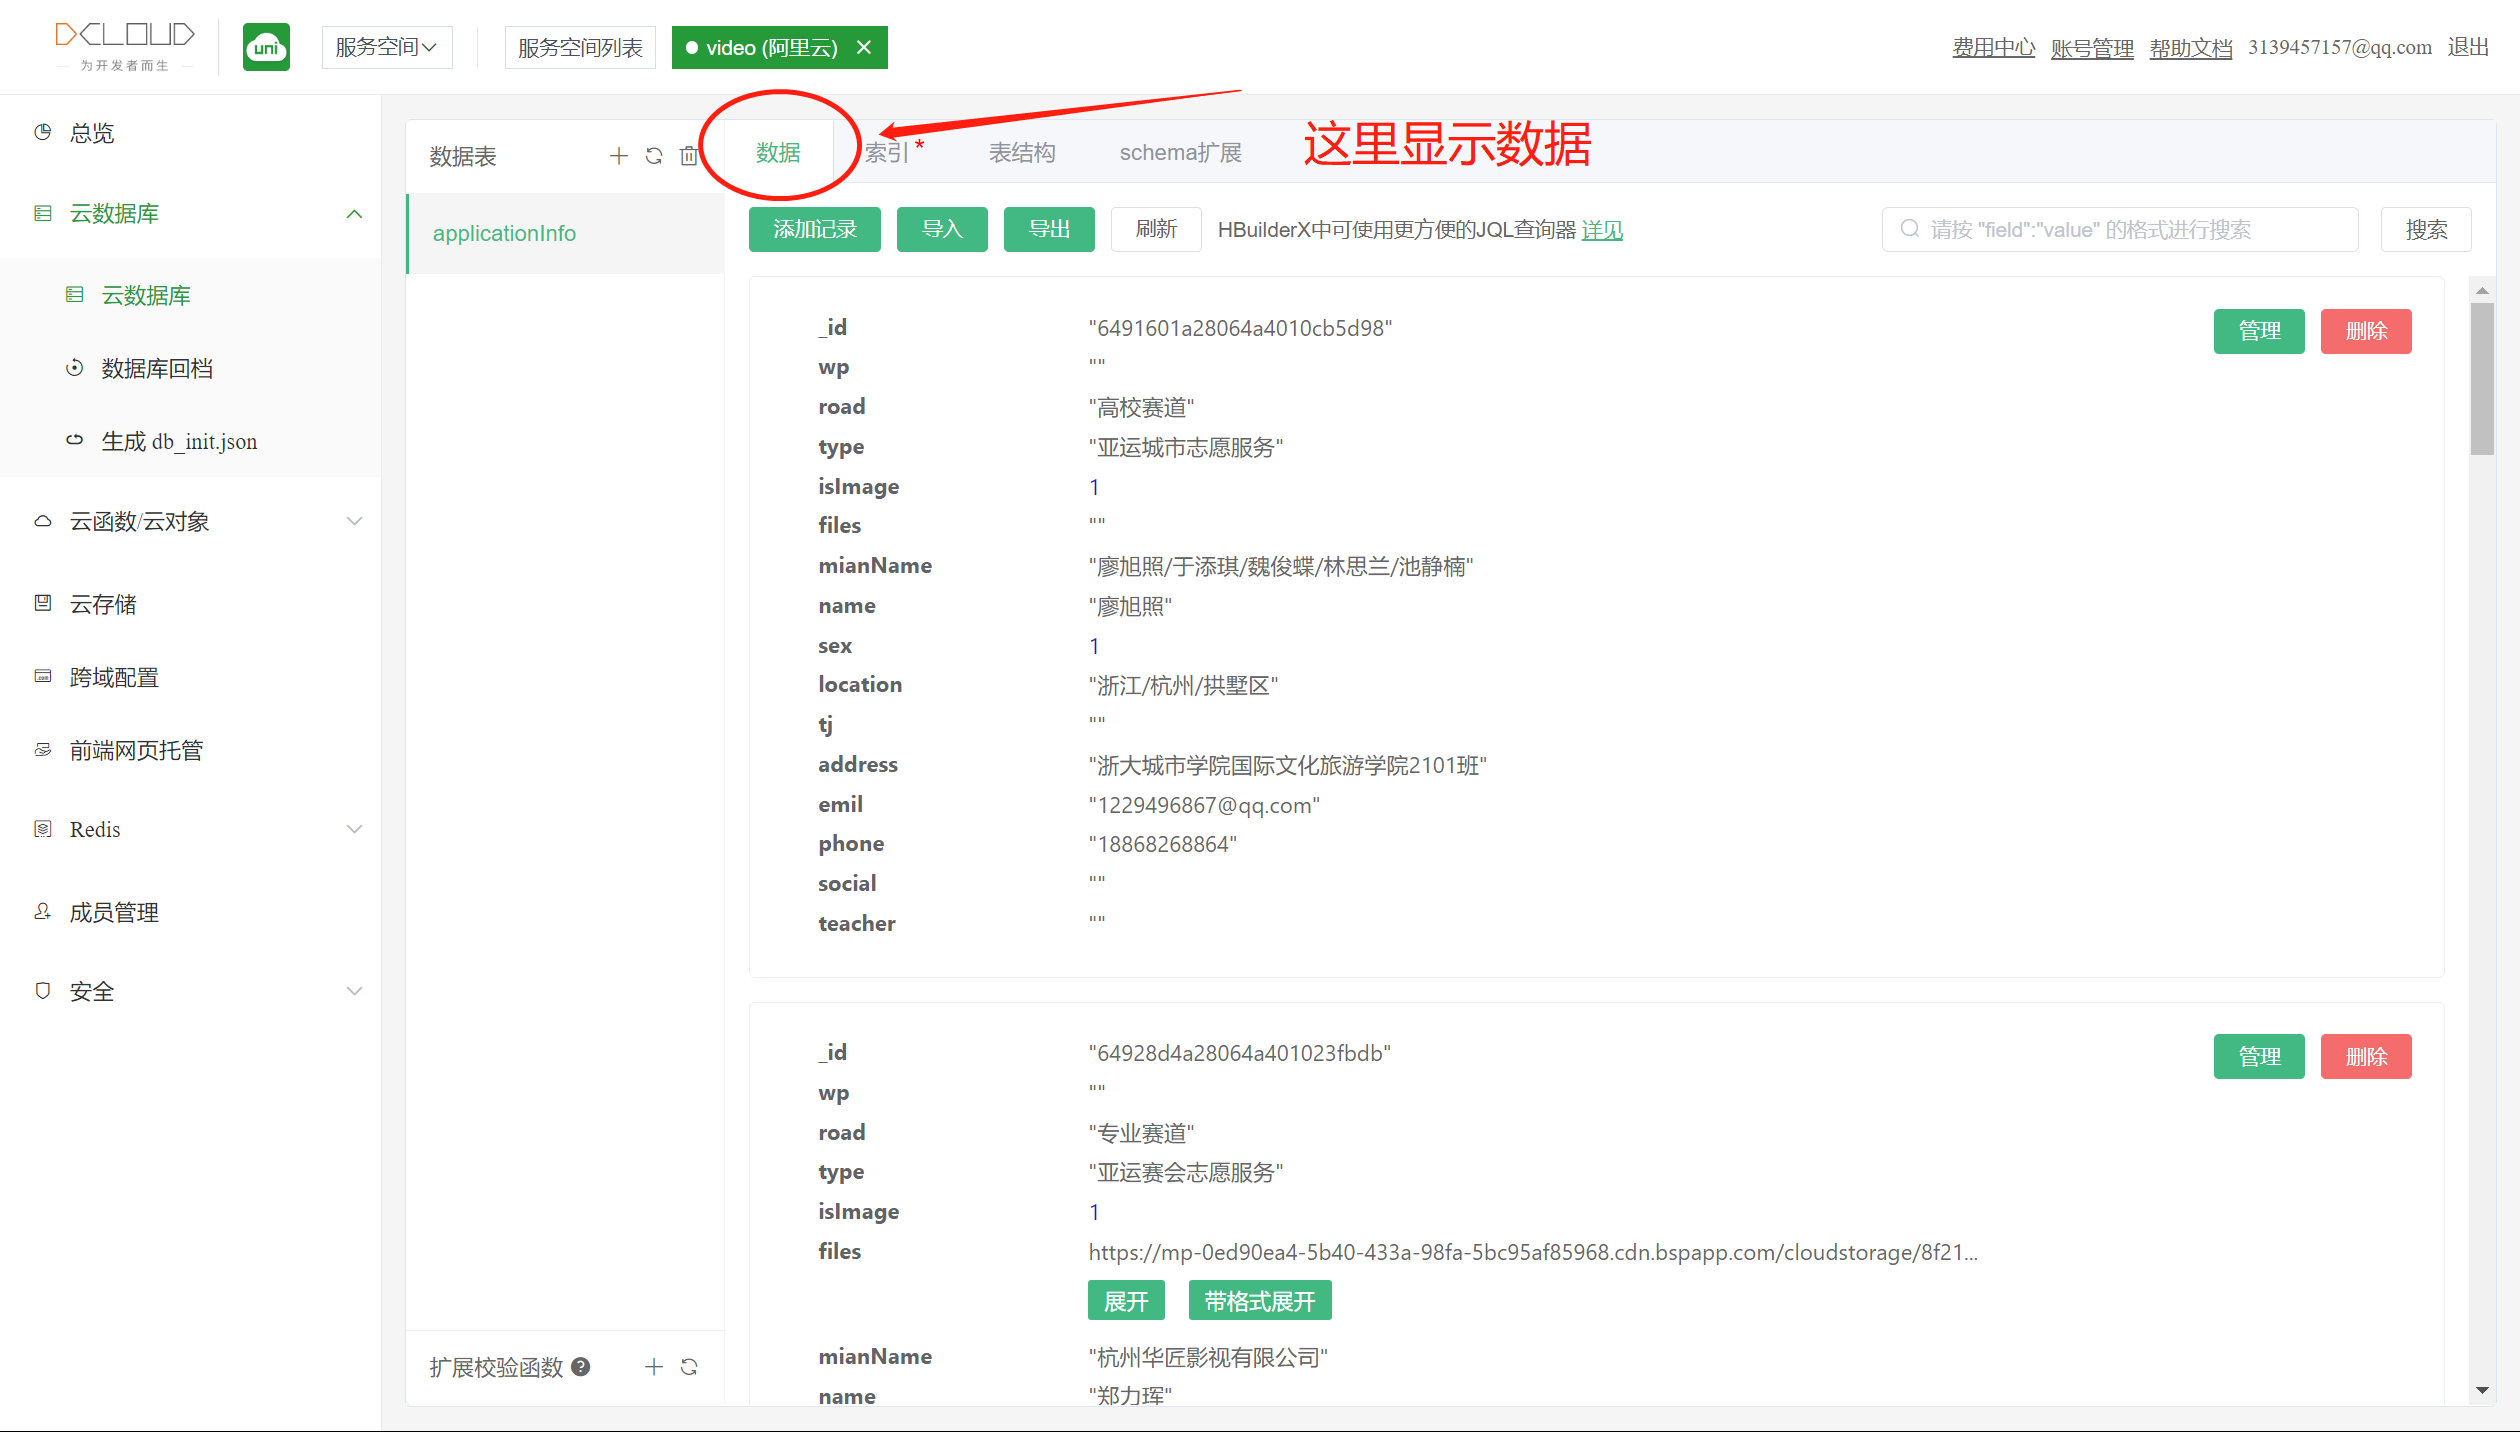 DCLOUD
为开发者而生
uni
服务空间
服务空间列表
video (阿里云)
费用中心 账号管理 帮助文档 3139457157@qq.com 退出
总览
云数据库
云数据库
数据库回档
生成 db_init.json
云函数/云对象
云存储
跨域配置
前端网页托管
Redis
成员管理
安全
数据表
applicationInfo
扩展校验函数
数据 索引 * 表结构 schema扩展
这里显示数据
添加记录 导入 导出 刷新 HBuilderX中可使用更方便的JQL查询器 详见
请按 "field":"value" 的格式进行搜索 搜索
管理 删除
_id "6491601a28064a4010cb5d98"
wp ""
road "高校赛道"
type "亚运城市志愿服务"
isImage 1
files ""
mianName "廖旭照/于添琪/魏俊蝶/林思兰/池静楠"
name "廖旭照"
sex 1
location "浙江/杭州/拱墅区"
tj ""
address "浙大城市学院国际文化旅游学院2101班"
emil "1229496867@qq.com"
phone "18868268864"
social ""
teacher ""
管理 删除
_id "64928d4a28064a401023fbdb"
wp ""
road "专业赛道"
type "亚运赛会志愿服务"
isImage 1
files https://mp-0ed90ea4-5b40-433a-98fa-5bc95af85968.cdn.bspapp.com/cloudstorage/8f21...
展开 带格式展开
mianName "杭州华匠影视有限公司"
name "郑力珲"